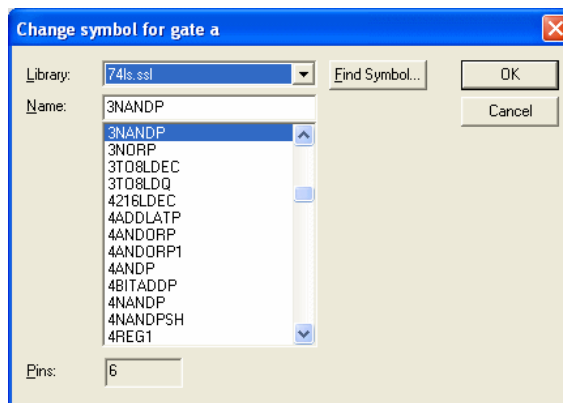 Change symbol for gate a
Library: 74ls.ssl Find Symbol... OK
Name: 3NANDP Cancel
3NANDP
3NORP
3TO8LDEC
3TO8LDQ
4216LDEC
4ADDLATP
4ANDORP
4ANDORP1
4ANDP
4BITADDP
4NANDP
4NANDPSH
4REG1
Pins: 6